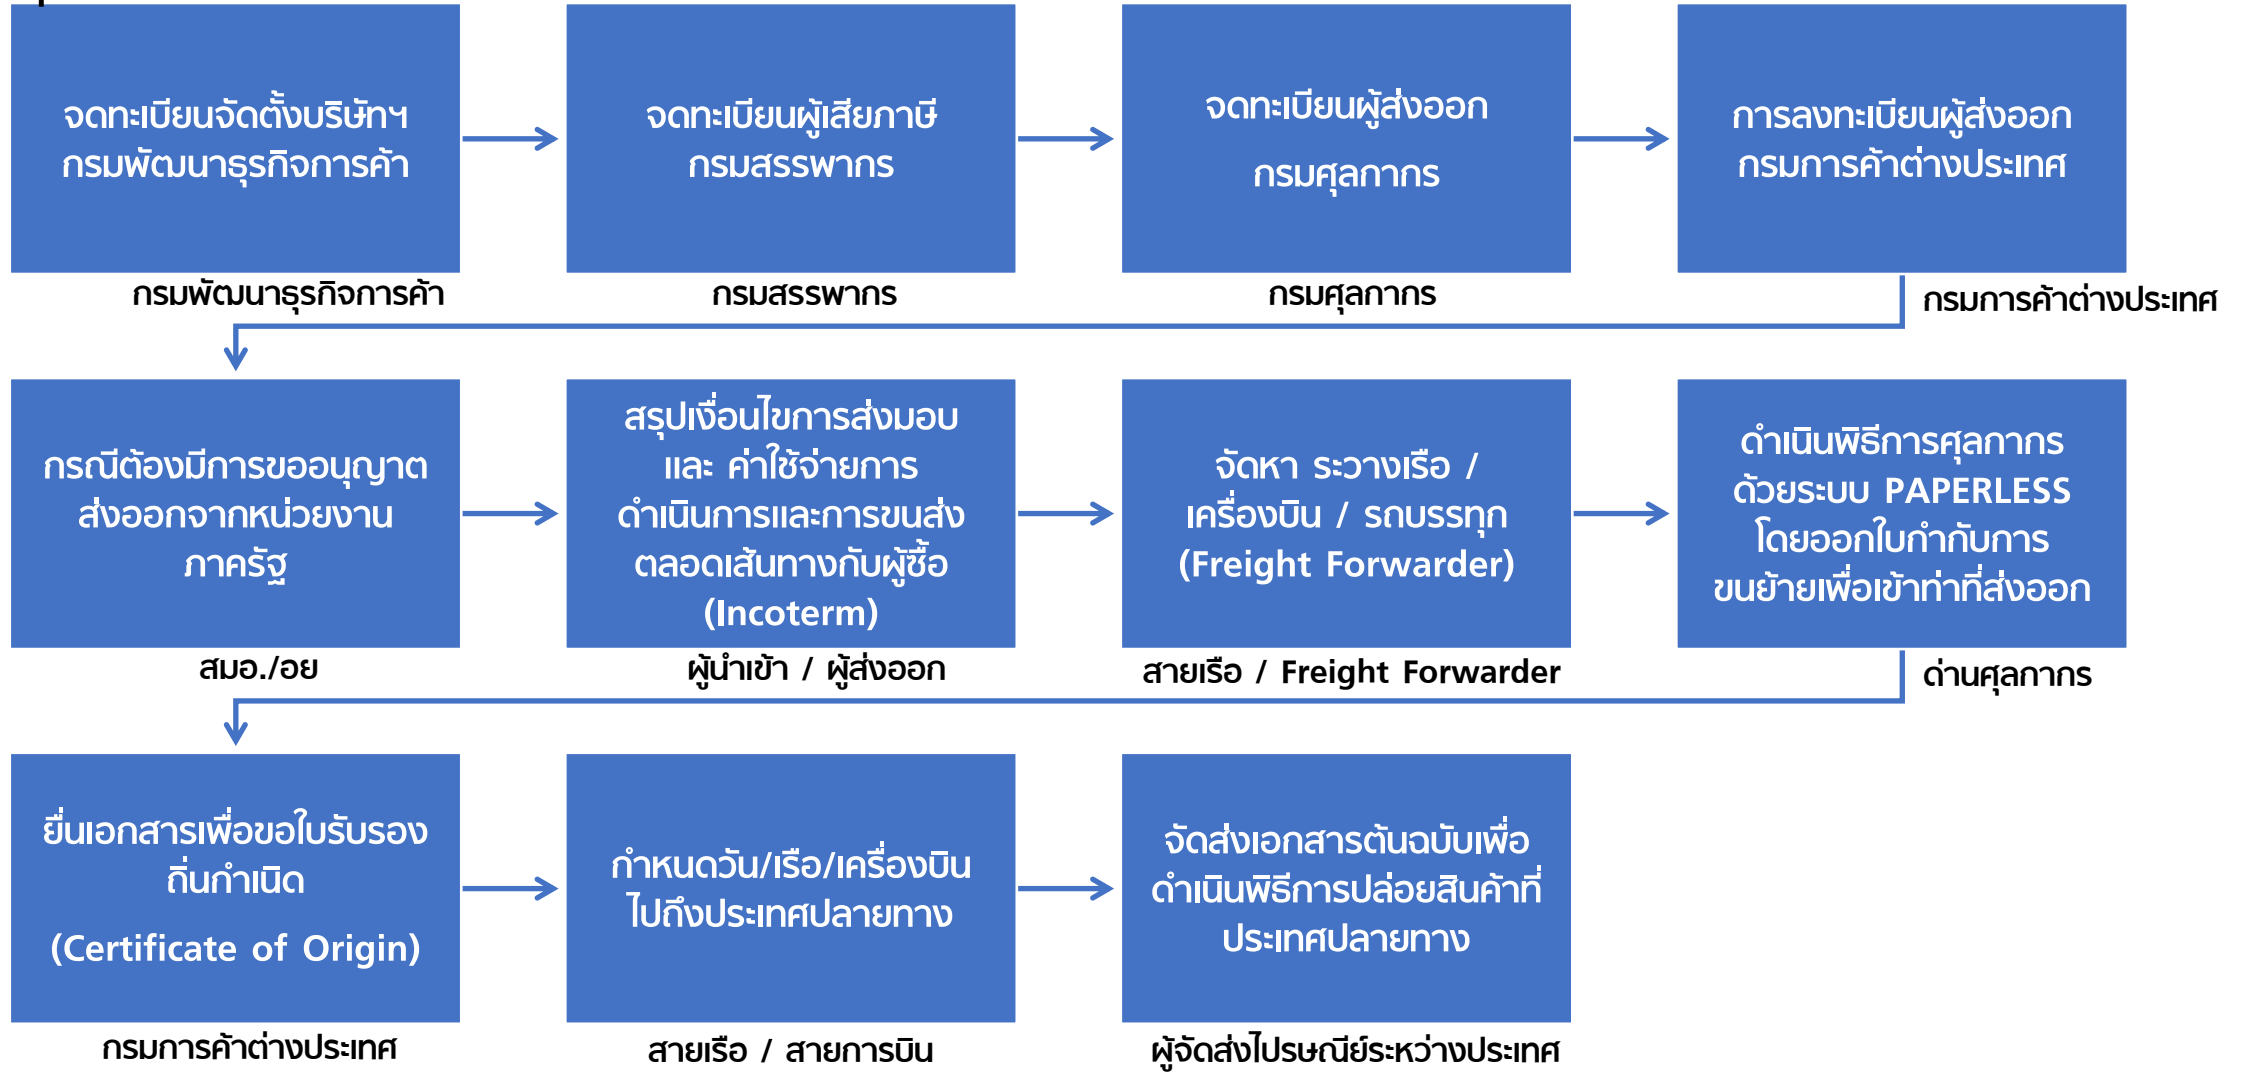 จดทะเบียนจัดตั้งบริษัทฯ
กรมพัฒนาธุรกิจการค้า
กรมพัฒนาธุรกิจการค้า
จดทะเบียนผู้เสียภาษี
กรมสรรพากร
กรมสรรพากร
จดทะเบียนผู้ส่งออก
กรมศุลกากร
กรมศุลกากร
การลงทะเบียนผู้ส่งออก
กรมการค้าต่างประเทศ
กรมการค้าต่างประเทศ
กรณีต้องมีการขออนุญาต
ส่งออกจากหน่วยงาน
ภาครัฐ
สมอ./อย
สรุปเงื่อนไขการส่งมอบ
และ ค่าใช้จ่ายการ
ดำเนินการและการขนส่ง
ตลอดเส้นทางกับผู้ซื้อ
(Incoterm)
ผู้นำเข้า / ผู้ส่งออก
จัดหา ระวางเรือ /
เครื่องบิน / รถบรรทุก
(Freight Forwarder)
สายเรือ / Freight Forwarder
ดำเนินพิธีการศุลกากร
ด้วยระบบ PAPERLESS
โดยออกใบกำกับการ
ขนย้ายเพื่อเข้าท่าที่ส่งออก
ด่านศุลกากร
ยื่นเอกสารเพื่อขอใบรับรอง
ถิ่นกำเนิด
(Certificate of Origin)
กรมการค้าต่างประเทศ
กำหนดวัน/เรือ/เครื่องบิน
ไปถึงประเทศปลายทาง
สายเรือ / สายการบิน
จัดส่งเอกสารต้นฉบับเพื่อ
ดำเนินพิธีการปล่อยสินค้าที่
ประเทศปลายทาง
ผู้จัดส่งไปรษณีย์ระหว่างประเทศ